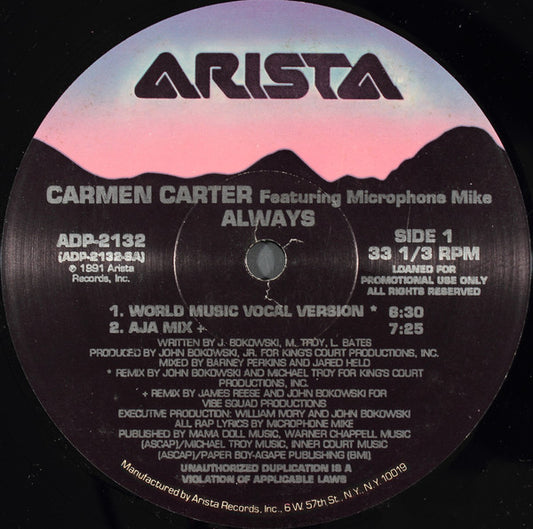 ARISTA
CARMEN CARTER Featuring Microphone Mike
ALWAYS
ADP-2132
(ADP-2132-SA)
℗ 1991 Arista
Records, Inc.
SIDE 1
33 1/3 RPM
LOANED FOR
PROMOTIONAL USE ONLY
ALL RIGHTS RESERVED
1. WORLD MUSIC VOCAL VERSION * 6:30
2. AJA MIX + 7:25
WRITTEN BY J. BOKOWSKI, M. TROY, L. BATES
PRODUCED BY JOHN BOKOWSKI, JR. FOR KING'S COURT PRODUCTIONS, INC.
MIXED BY BARNEY PERKINS AND JARED HELD
* REMIX BY JOHN BOKOWSKI AND MICHAEL TROY FOR KING'S COURT
PRODUCTIONS, INC.
+ REMIX BY JAMES REESE AND JOHN BOKOWSKI FOR
VIBE SQUAD PRODUCTIONS
EXECUTIVE PRODUCTION: WILLIAM IVORY AND JOHN BOKOWSKI
ALL RAP LYRICS BY MICROPHONE MIKE
PUBLISHED BY MAMA DOLL MUSIC, WARNER CHAPPELL MUSIC
(ASCAP)/MICHAEL TROY MUSIC, INNER COURT MUSIC
(ASCAP)/PAPER BOY-AGAPE PUBLISHING (BMI)
UNAUTHORIZED DUPLICATION IS A
VIOLATION OF APPLICABLE LAWS
Manufactured by Arista Records, Inc., 6 W. 57th St., N.Y., N.Y. 10019